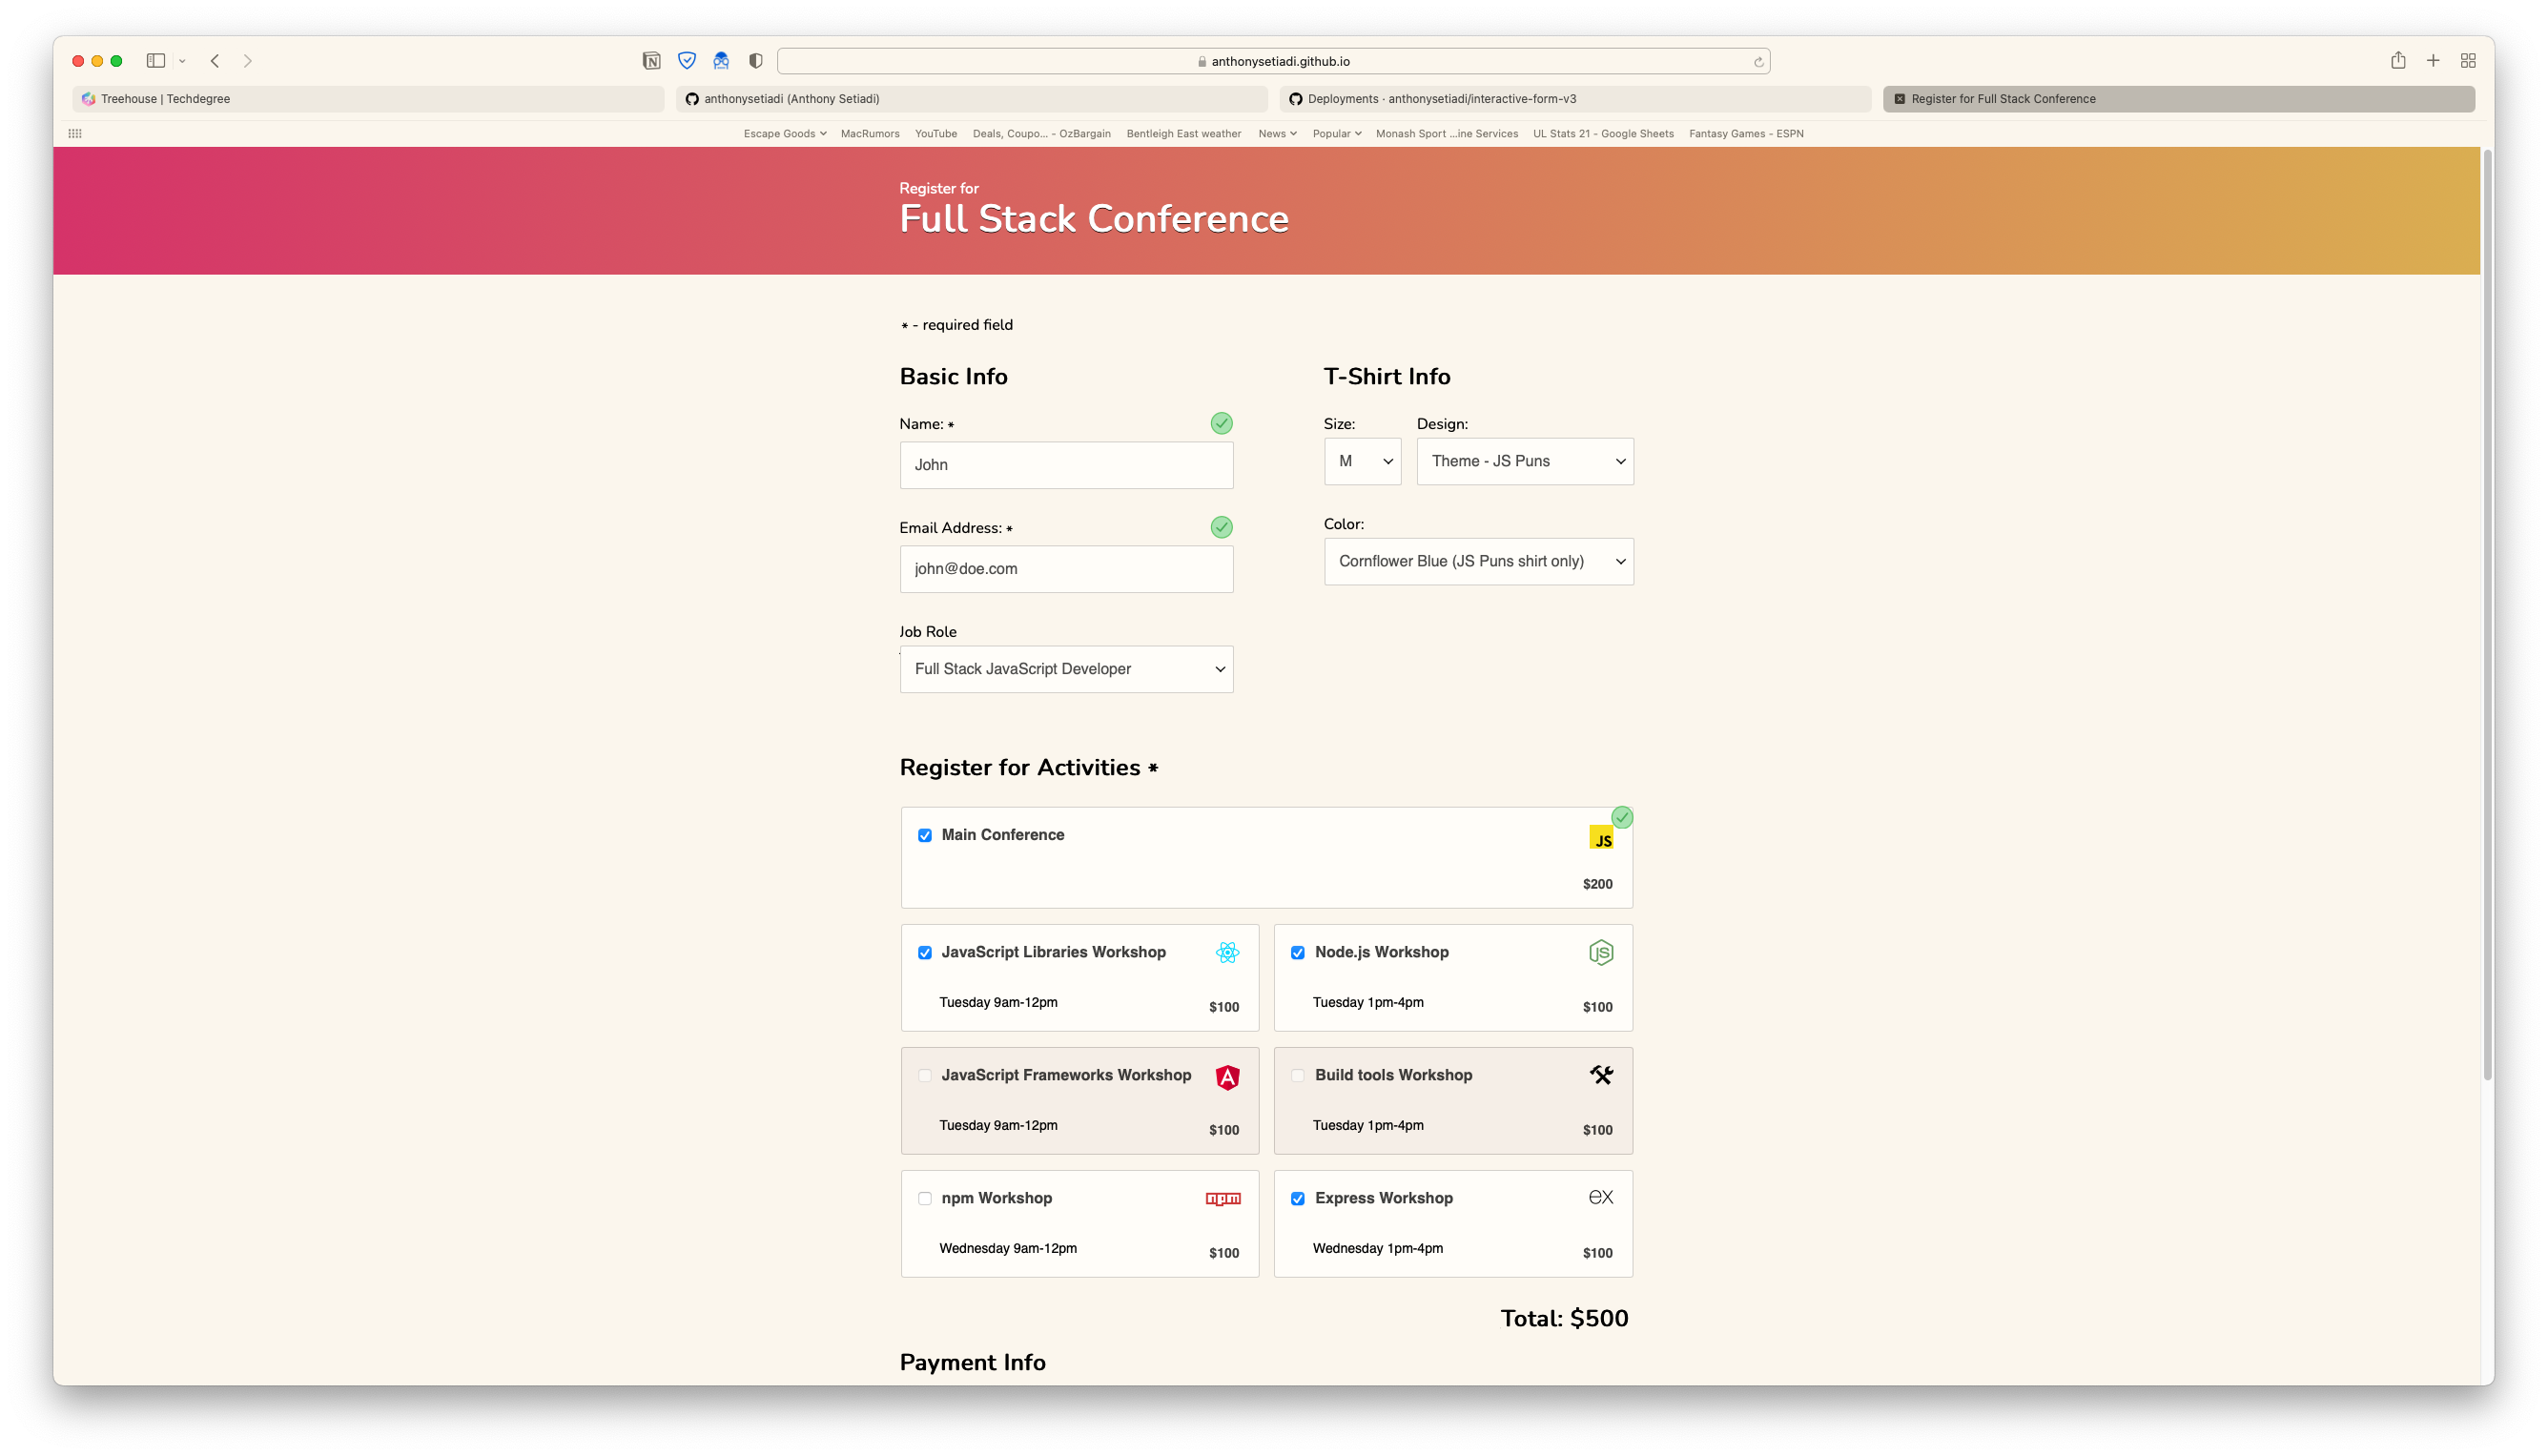 anthonysetiadi.github.io
Treehouse | Techdegree
anthonysetiadi (Anthony Setiadi)
Deployments · anthonysetiadi/interactive-form-v3
Register for Full Stack Conference
Escape Goods
MacRumors
YouTube
Deals, Coupo... - OzBargain
Bentleigh East weather
News
Popular
Monash Sport ...ine Services
UL Stats 21 - Google Sheets
Fantasy Games - ESPN
Register for
Full Stack Conference
* - required field
Basic Info
Name: *
John
Email Address: *
john@doe.com
Job Role
Full Stack JavaScript Developer
T-Shirt Info
Size:
Design:
M
Theme - JS Puns
Color:
Cornflower Blue (JS Puns shirt only)
Register for Activities *
Main Conference
JS
$200
JavaScript Libraries Workshop
Tuesday 9am-12pm
$100
Node.js Workshop
JS
Tuesday 1pm-4pm
$100
JavaScript Frameworks Workshop
A
Tuesday 9am-12pm
$100
Build tools Workshop
Tuesday 1pm-4pm
$100
npm Workshop
npm
Wednesday 9am-12pm
$100
Express Workshop
ex
Wednesday 1pm-4pm
$100
Total: $500
Payment Info